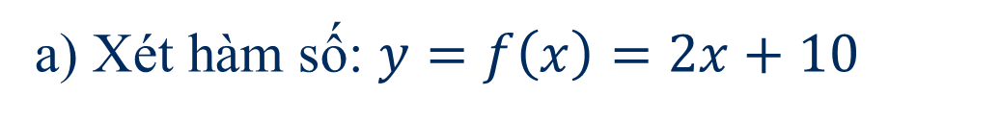 a) Xét hàm số: y = f(x) = 2x + 10